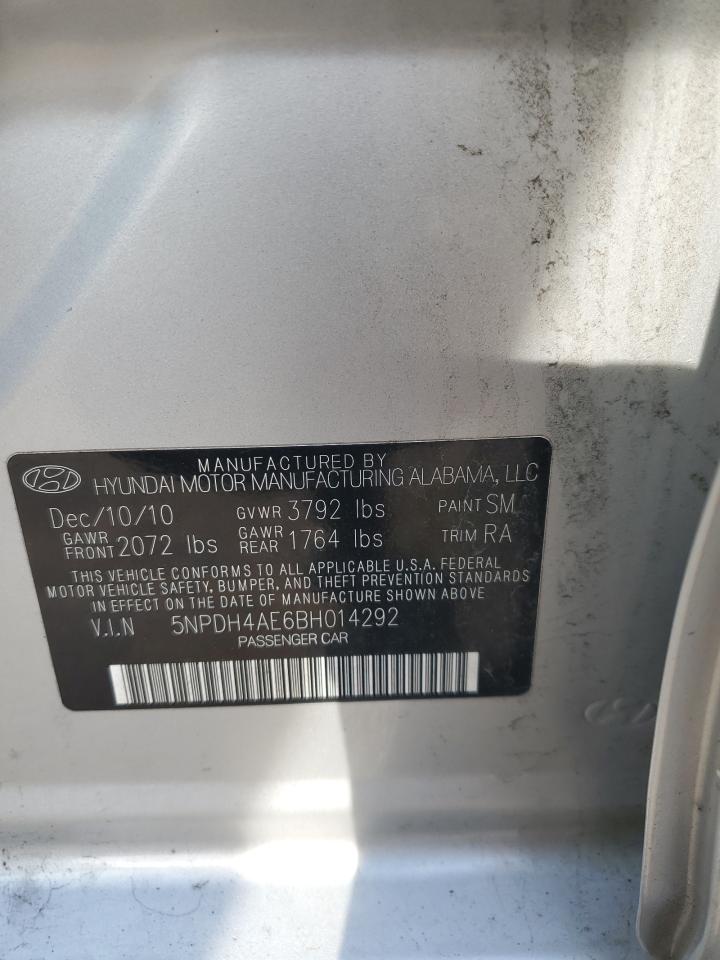 MANUFACTURED BY
HYUNDAI MOTOR MANUFACTURING ALABAMA, LLC
Dec/10/10 GVWR 3792 lbs PAINT SM
GAWR FRONT 2072 lbs GAWR REAR 1764 lbs TRIM RA
THIS VEHICLE CONFORMS TO ALL APPLICABLE U.S.A. FEDERAL
MOTOR VEHICLE SAFETY, BUMPER, AND THEFT PREVENTION STANDARDS
IN EFFECT ON THE DATE OF MANUFACTURE SHOWN ABOVE
V.I.N 5NPDH4AE6BH014292
PASSENGER CAR